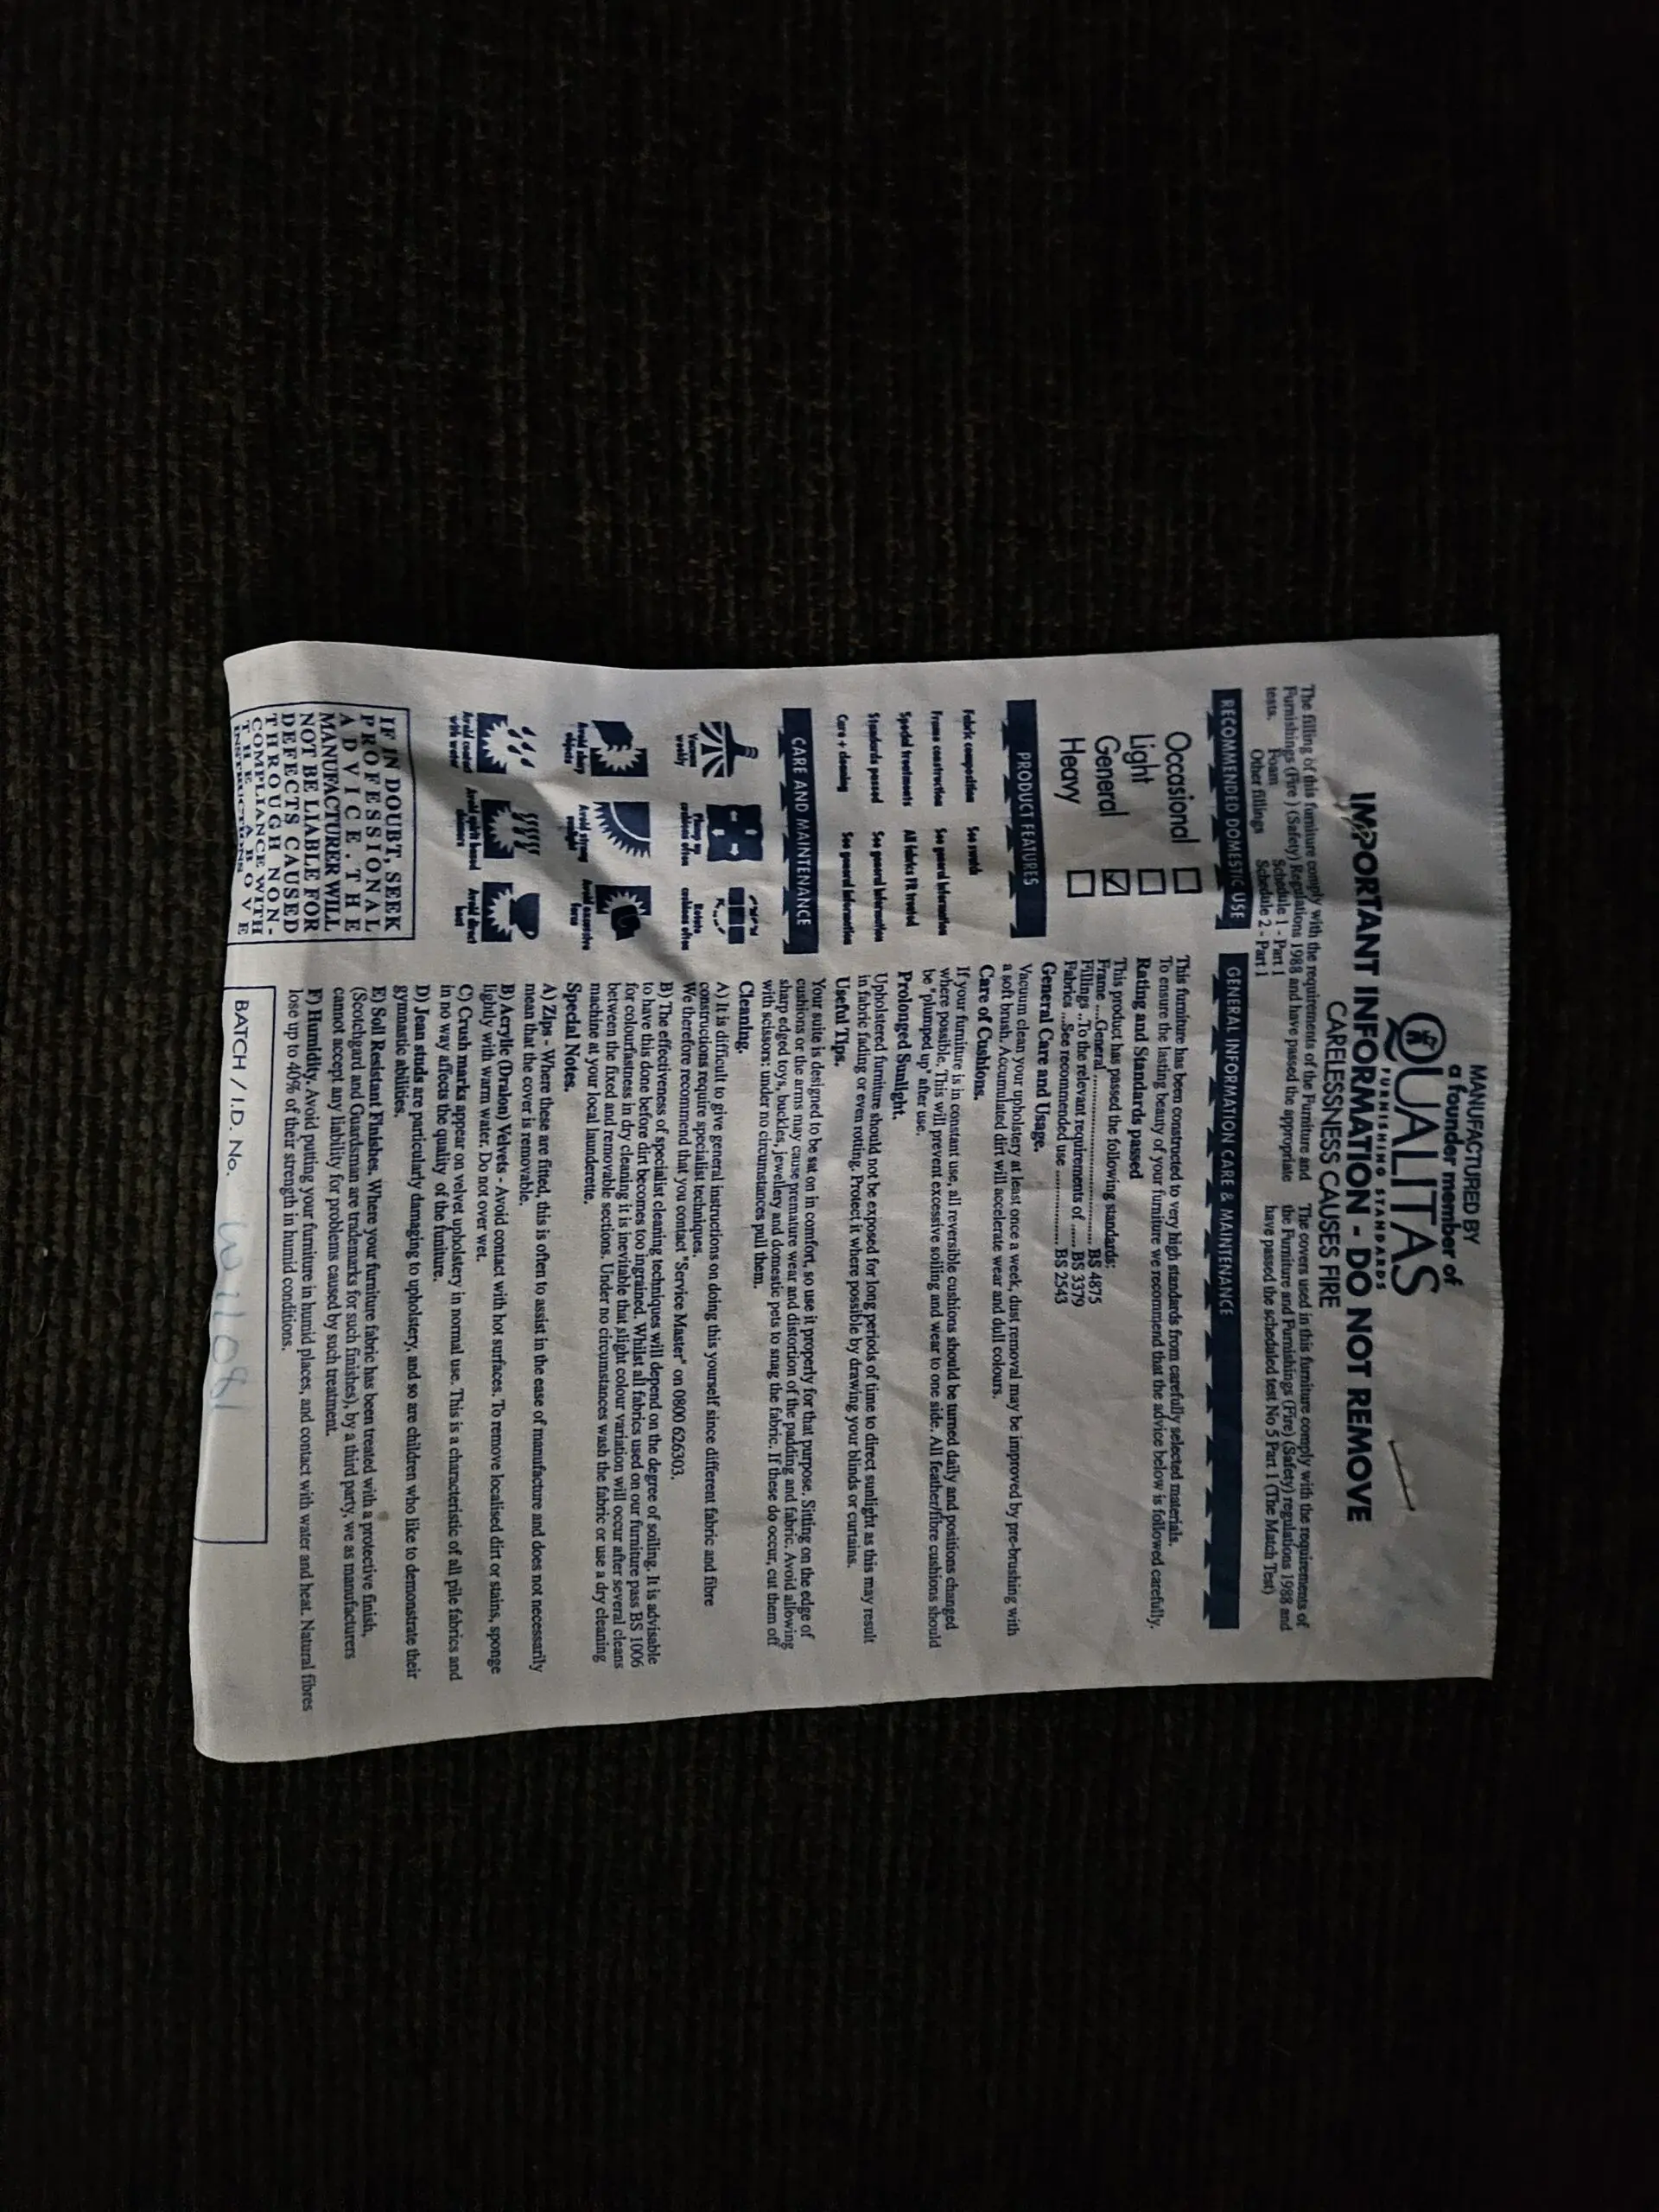 MANUFACTURED BY
a founder member of
QUALITAS
FURNISHING STANDARDS
IMPORTANT INFORMATION - DO NOT REMOVE
CARELESSNESS CAUSES FIRE
The filling of this furniture comply with the requirements of the Furniture and
Furnishings (Fire ) (Safety) Regulations 1988 and have passed the appropriate
tests. Foam Schedule 1 - Part 1
Other fillings Schedule 2 - Part 1
The covers used in this furniture comply with the requirements of
the Furniture and Furnishings (Fire) (Safety) regulations 1988 and
have passed the scheduled test No 5 Part 1 (The Match Test)
RECOMMENDED DOMESTIC USE
Occasional
Light
General
Heavy
PRODUCT FEATURES
Fabric composition See swatch
Frame construction See general information
Special treatments All fabrics FR treated
Standards passed See general information
Care + cleaning See general information
CARE AND MAINTENANCE
Vacuum weekly
Plump up cushions often
Rotate cushions often
Avoid sharp objects
Avoid strong sunlight
Avoid excessive force
Avoid contact with water
Avoid spirit based cleaners
Avoid direct heat
IF IN DOUBT, SEEK
PROFESSIONAL
ADVICE. THE
MANUFACTURER WILL
NOT BE LIABLE FOR
DEFECTS CAUSED
THROUGH NON-
COMPLIANCE WITH
THE ABOVE
INSTRUCTIONS
GENERAL INFORMATION CARE & MAINTENANCE
This furniture has been constructed to very high standards from carefully selected materials.
To ensure the lasting beauty of your furniture we recommend that the advice below is followed carefully.
Rating and Standards passed
This product has passed the following standards:
Frame ....General ................................ BS 4875
Fillings ..To the relevant requirements of ...... BS 3379
Fabrics ...See recommended use .................. BS 2543
General Care and Usage.
Vacuum clean your upholstery at least once a week, dust removal may be improved by pre-brushing with
a soft brush. Acumulated dirt will accelerate wear and dull colours.
Care of Cushions.
If your furniture is in constant use, all reversible cushions should be turned daily and positions changed
where possible. This will prevent excessive soiling and wear to one side. All feather/fibre cushions should
be "plumped up" after use.
Prolonged Sunlight.
Upholstered furniture should not be exposed for long periods of time to direct sunlight as this may result
in fabric fading or even rotting. Protect it where possible by drawing your blinds or curtains.
Useful Tips.
Your suite is designed to be sat on in comfort, so use it properly for that purpose. Sitting on the edge of
cushions or the arms may cause premature wear and distortion of the padding and fabric. Avoid allowing
sharp edged toys, buckles, jewellery and domestic pets to snag the fabric. If these do occur, cut them off
with scissors: under no circumstances pull them.
Cleaning.
A) It is difficult to give general instructions on doing this yourself since different fabric and fibre
constructions require specialist techniques.
We therefore recommend that you contact "Service Master" on 0800 626303.
B) The effectiveness of specialist cleaning techniques will depend on the degree of soiling. It is advisable
to have this done before dirt becomes too ingrained. Whilst all fabrics used on our furniture pass BS 1006
for colourfastness in dry cleaning it is inevitable that slight colour variation will occur after several cleans
between the fixed and removable sections. Under no circumstances wash the fabric or use a dry cleaning
machine at your local launderette.
Special Notes.
A) Zips - Where these are fitted, this is often to assist in the ease of manufacture and does not necessarily
mean that the cover is removable.
B) Acrylic (Dralon) Velvets - Avoid contact with hot surfaces. To remove localised dirt or stains, sponge
lightly with warm water. Do not over wet.
C) Crush marks appear on velvet upholstery in normal use. This is a characteristic of all pile fabrics and
in no way affects the quality of the furniture.
D) Jean studs are particularly damaging to upholstery, and so are children who like to demonstrate their
gymnastic abilities.
E) Soil Resistant Finishes. Where your furniture fabric has been treated with a protective finish,
(Scotchgard and Guardsman are trademarks for such finishes), by a third party, we as manufacturers
cannot accept any liability for problems caused by such treatment.
F) Humidity. Avoid putting your furniture in humid places, and contact with water and heat. Natural fibres
lose up to 40% of their strength in humid conditions.
BATCH / I.D. No.